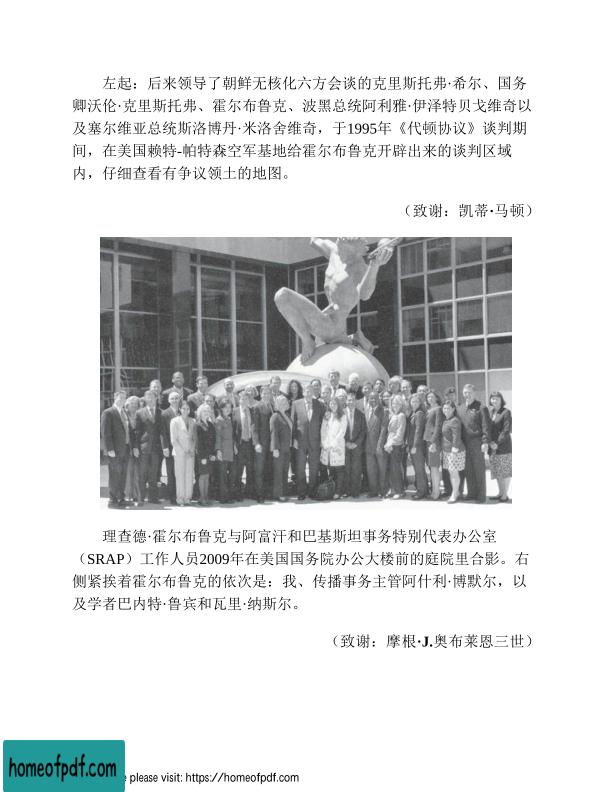 左起：后来领导了朝鲜无核化六方会谈的克里斯托弗·希尔、国务
卿沃伦·克里斯托弗、霍尔布鲁克、波黑总统阿利雅·伊泽特贝戈维奇以
及塞尔维亚总统斯洛博丹·米洛舍维奇，于1995年《代顿协议》谈判期
间，在美国赖特-帕特森空军基地给霍尔布鲁克开辟出来的谈判区域
内，仔细查看有争议领土的地图。
（致谢：凯蒂·马顿）
理查德·霍尔布鲁克与阿富汗和巴基斯坦事务特别代表办公室
（SRAP）工作人员2009年在美国国务院办公大楼前的庭院里合影。右
侧紧挨着霍尔布鲁克的依次是：我、传播事务主管阿什利·博默尔，以
及学者巴内特·鲁宾和瓦里·纳斯尔。
（致谢：摩根·J.奥布莱恩三世）
homeofpdf.com
e please visit: https://homeofpdf.com